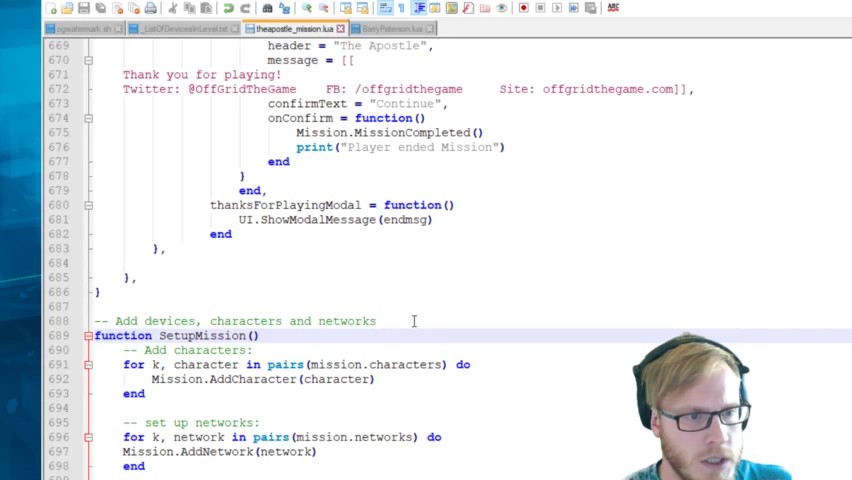 ogwatermark.sh
_ListOfDevicesInLevel.txt
theapostle_mission.lua
BarryPeterson.lua
669 header = "The Apostle",
670 message = [[
671 Thank you for playing!
672 Twitter: @OffGridTheGame FB: /offgridthegame Site: offgridthegame.com]],
673 confirmText = "Continue",
674 onConfirm = function()
675 Mission.MissionCompleted()
676 print("Player ended Mission")
677 end
678 }
679 end,
680 thanksForPlayingModal = function()
681 UI.ShowModalMessage(endmsg)
682 end
683 },
684
685 },
686 }
687
688 -- Add devices, characters and networks
689 function SetupMission()
690 -- Add characters:
691 for k, character in pairs(mission.characters) do
692 Mission.AddCharacter(character)
693 end
694
695 -- set up networks:
696 for k, network in pairs(mission.networks) do
697 Mission.AddNetwork(network)
698 end